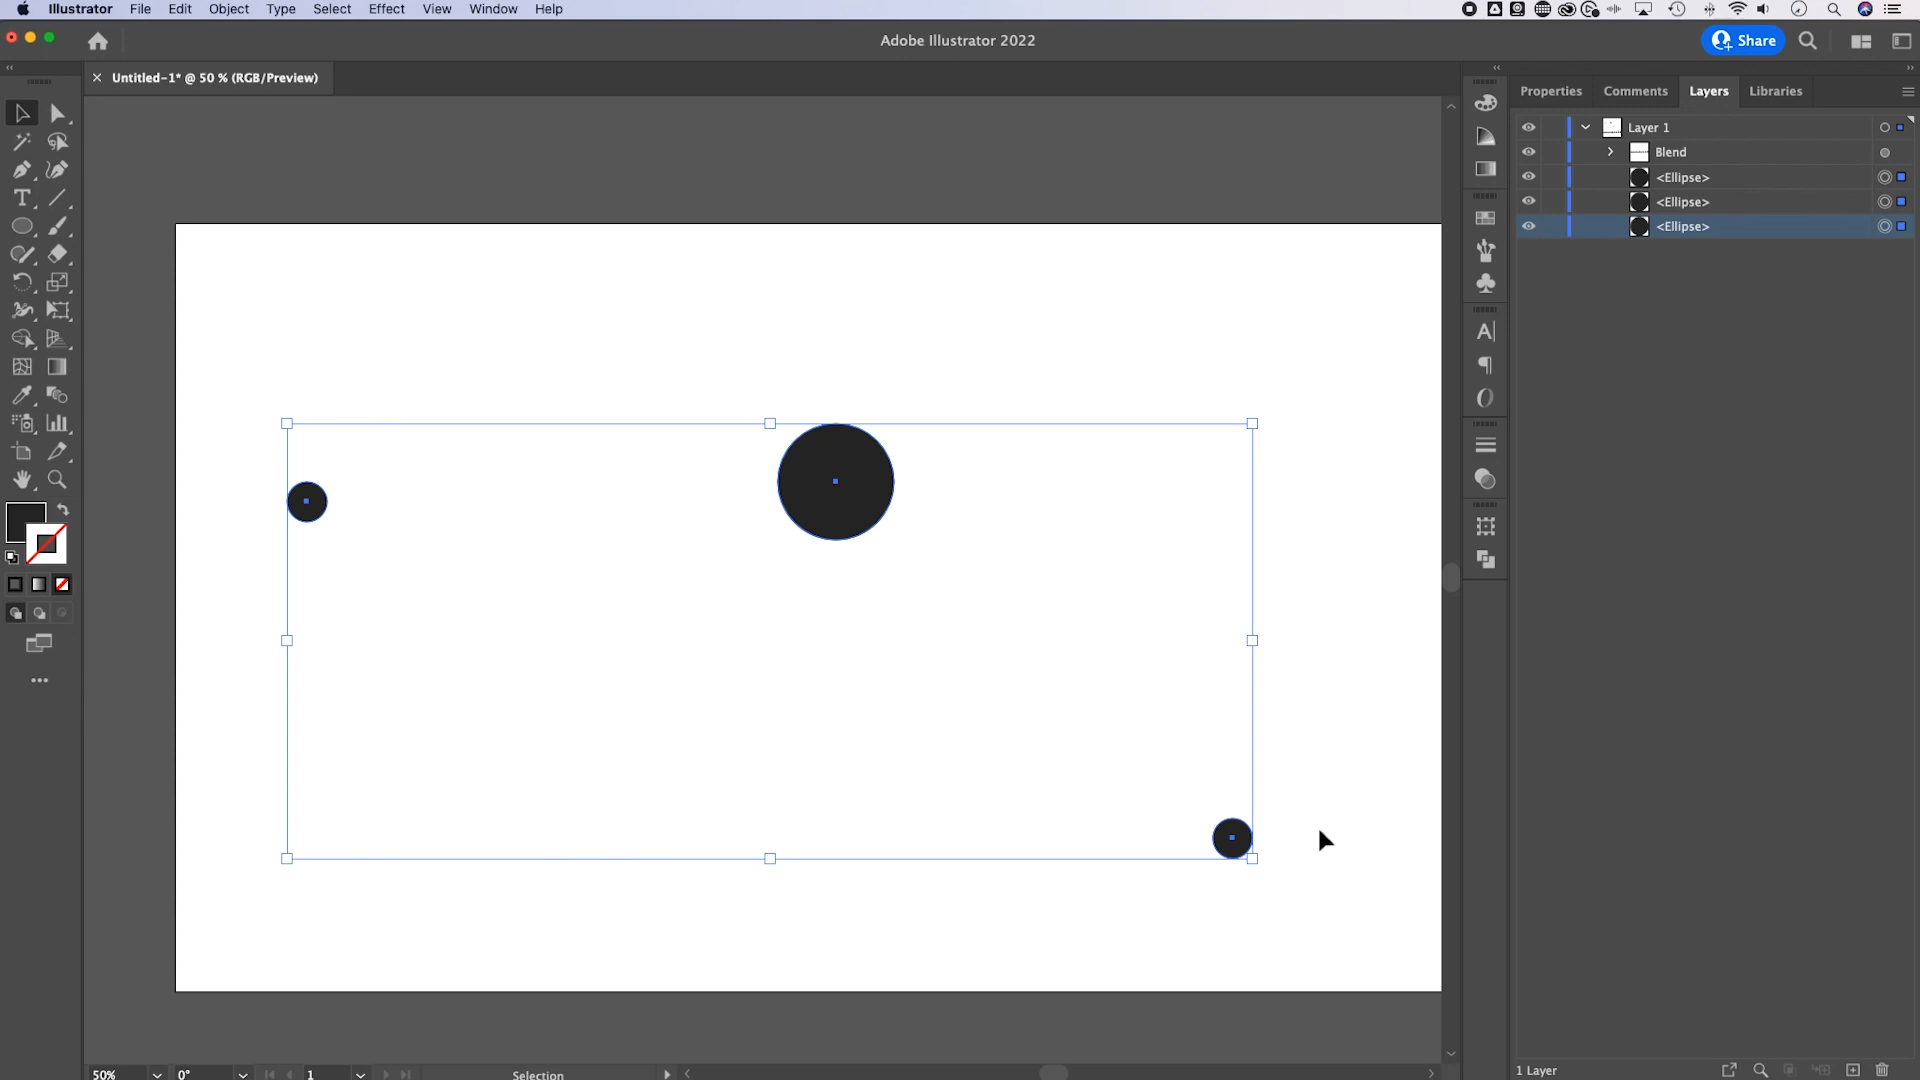 Illustrator File Edit Object Type Select Effect View Window Help
Adobe Illustrator 2022
Share
Untitled-1* @ 50 % (RGB/Preview)
Properties Comments Layers Libraries
Layer 1
Blend
<Ellipse>
<Ellipse>
<Ellipse>
50% 0° 1 Selection
1 Layer